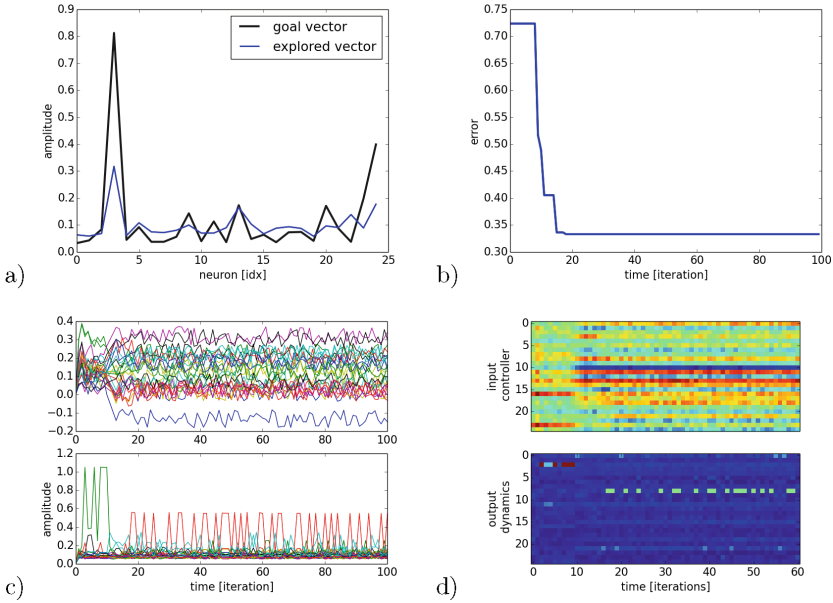 0.9
0.8
0.7
0.6
0.5
0.4
0.3
0.2
0.1
0.0
amplitude
goal vector
explored vector
0 5 10 15 20 25
neuron [idx]
a)
0.75
0.70
0.65
0.60
0.55
0.50
0.45
0.40
0.35
0.30
error
0 20 40 60 80 100
time [iteration]
b)
0.4
0.3
0.2
0.1
0.0
−0.1
−0.2
0 20 40 60 80 100
1.2
1.0
0.8
0.6
0.4
0.2
0.0
amplitude
0 20 40 60 80 100
time [iteration]
c)
0
5
10
15
20
input
controller
0
5
10
15
20
output
dynamics
0 10 20 30 40 50 60
time [iterations]
d)